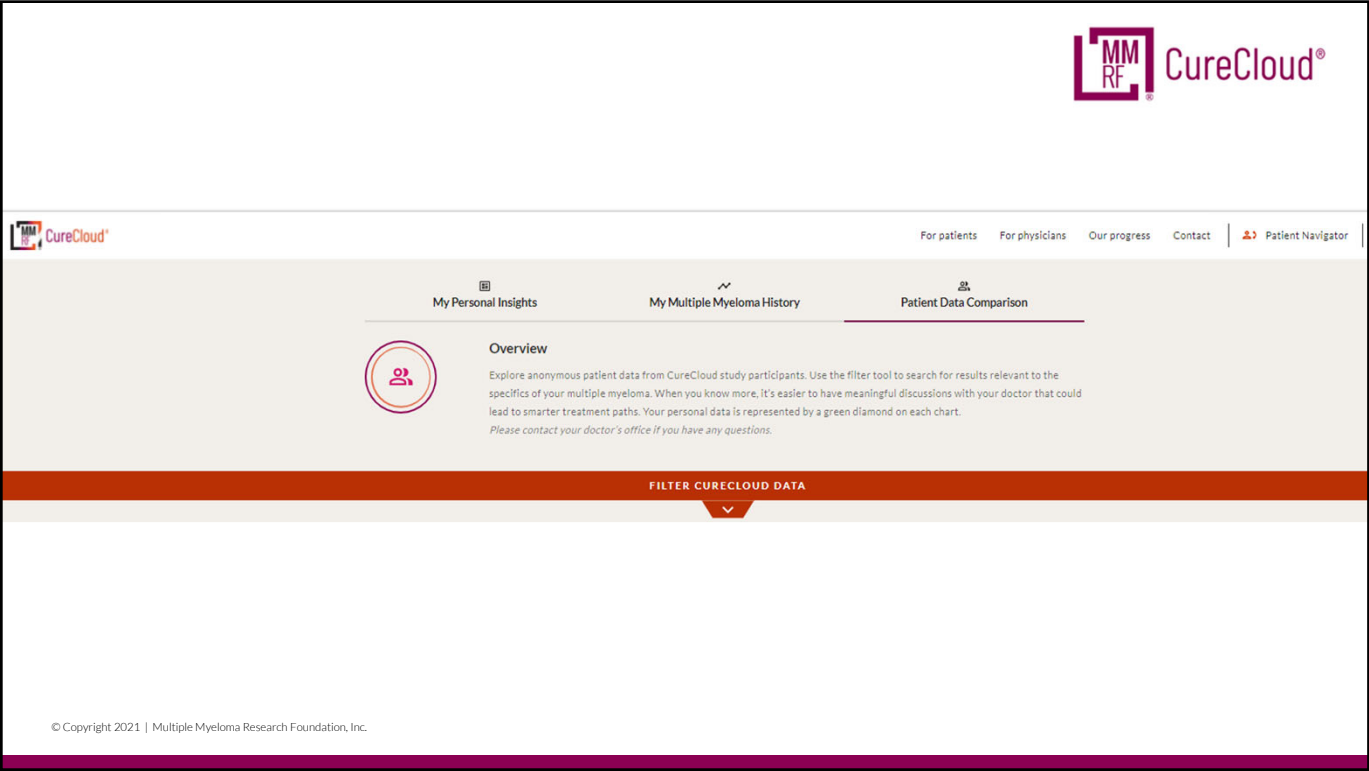 MM
RF
®
CureCloud®
MM
RF
CureCloud®
For patients
For physicians
Our progress
Contact
Patient Navigator
My Personal Insights
My Multiple Myeloma History
Patient Data Comparison
Overview
Explore anonymous patient data from CureCloud study participants. Use the filter tool to search for results relevant to the
specifics of your multiple myeloma. When you know more, it's easier to have meaningful discussions with your doctor that could
lead to smarter treatment paths. Your personal data is represented by a green diamond on each chart.
Please contact your doctor's office if you have any questions.
FILTER CURECLOUD DATA
© Copyright 2021 | Multiple Myeloma Research Foundation, Inc.